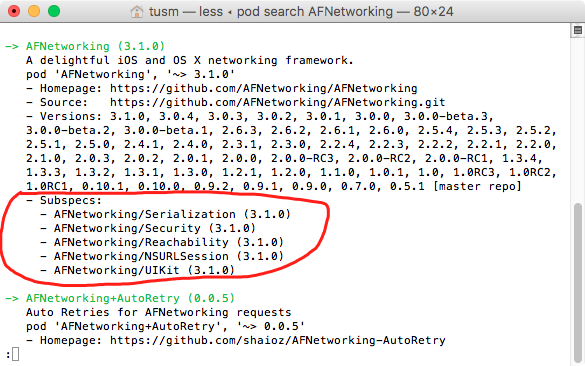 tusm — less ◂ pod search AFNetworking — 80×24
-> AFNetworking (3.1.0)
A delightful iOS and OS X networking framework.
pod 'AFNetworking', '~> 3.1.0'
- Homepage: https://github.com/AFNetworking/AFNetworking
- Source:   https://github.com/AFNetworking/AFNetworking.git
- Versions: 3.1.0, 3.0.4, 3.0.3, 3.0.2, 3.0.1, 3.0.0, 3.0.0-beta.3,
3.0.0-beta.2, 3.0.0-beta.1, 2.6.3, 2.6.2, 2.6.1, 2.6.0, 2.5.4, 2.5.3, 2.5.2,
2.5.1, 2.5.0, 2.4.1, 2.4.0, 2.3.1, 2.3.0, 2.2.4, 2.2.3, 2.2.2, 2.2.1, 2.2.0,
2.1.0, 2.0.3, 2.0.2, 2.0.1, 2.0.0, 2.0.0-RC3, 2.0.0-RC2, 2.0.0-RC1, 1.3.4,
1.3.3, 1.3.2, 1.3.1, 1.3.0, 1.2.1, 1.2.0, 1.1.0, 1.0.1, 1.0, 1.0RC3, 1.0RC2,
1.0RC1, 0.10.1, 0.10.0, 0.9.2, 0.9.1, 0.9.0, 0.7.0, 0.5.1 [master repo]
- Subspecs:
- AFNetworking/Serialization (3.1.0)
- AFNetworking/Security (3.1.0)
- AFNetworking/Reachability (3.1.0)
- AFNetworking/NSURLSession (3.1.0)
- AFNetworking/UIKit (3.1.0)
-> AFNetworking+AutoRetry (0.0.5)
Auto Retries for AFNetworking requests
pod 'AFNetworking+AutoRetry', '~> 0.0.5'
- Homepage: https://github.com/shaioz/AFNetworking-AutoRetry
: